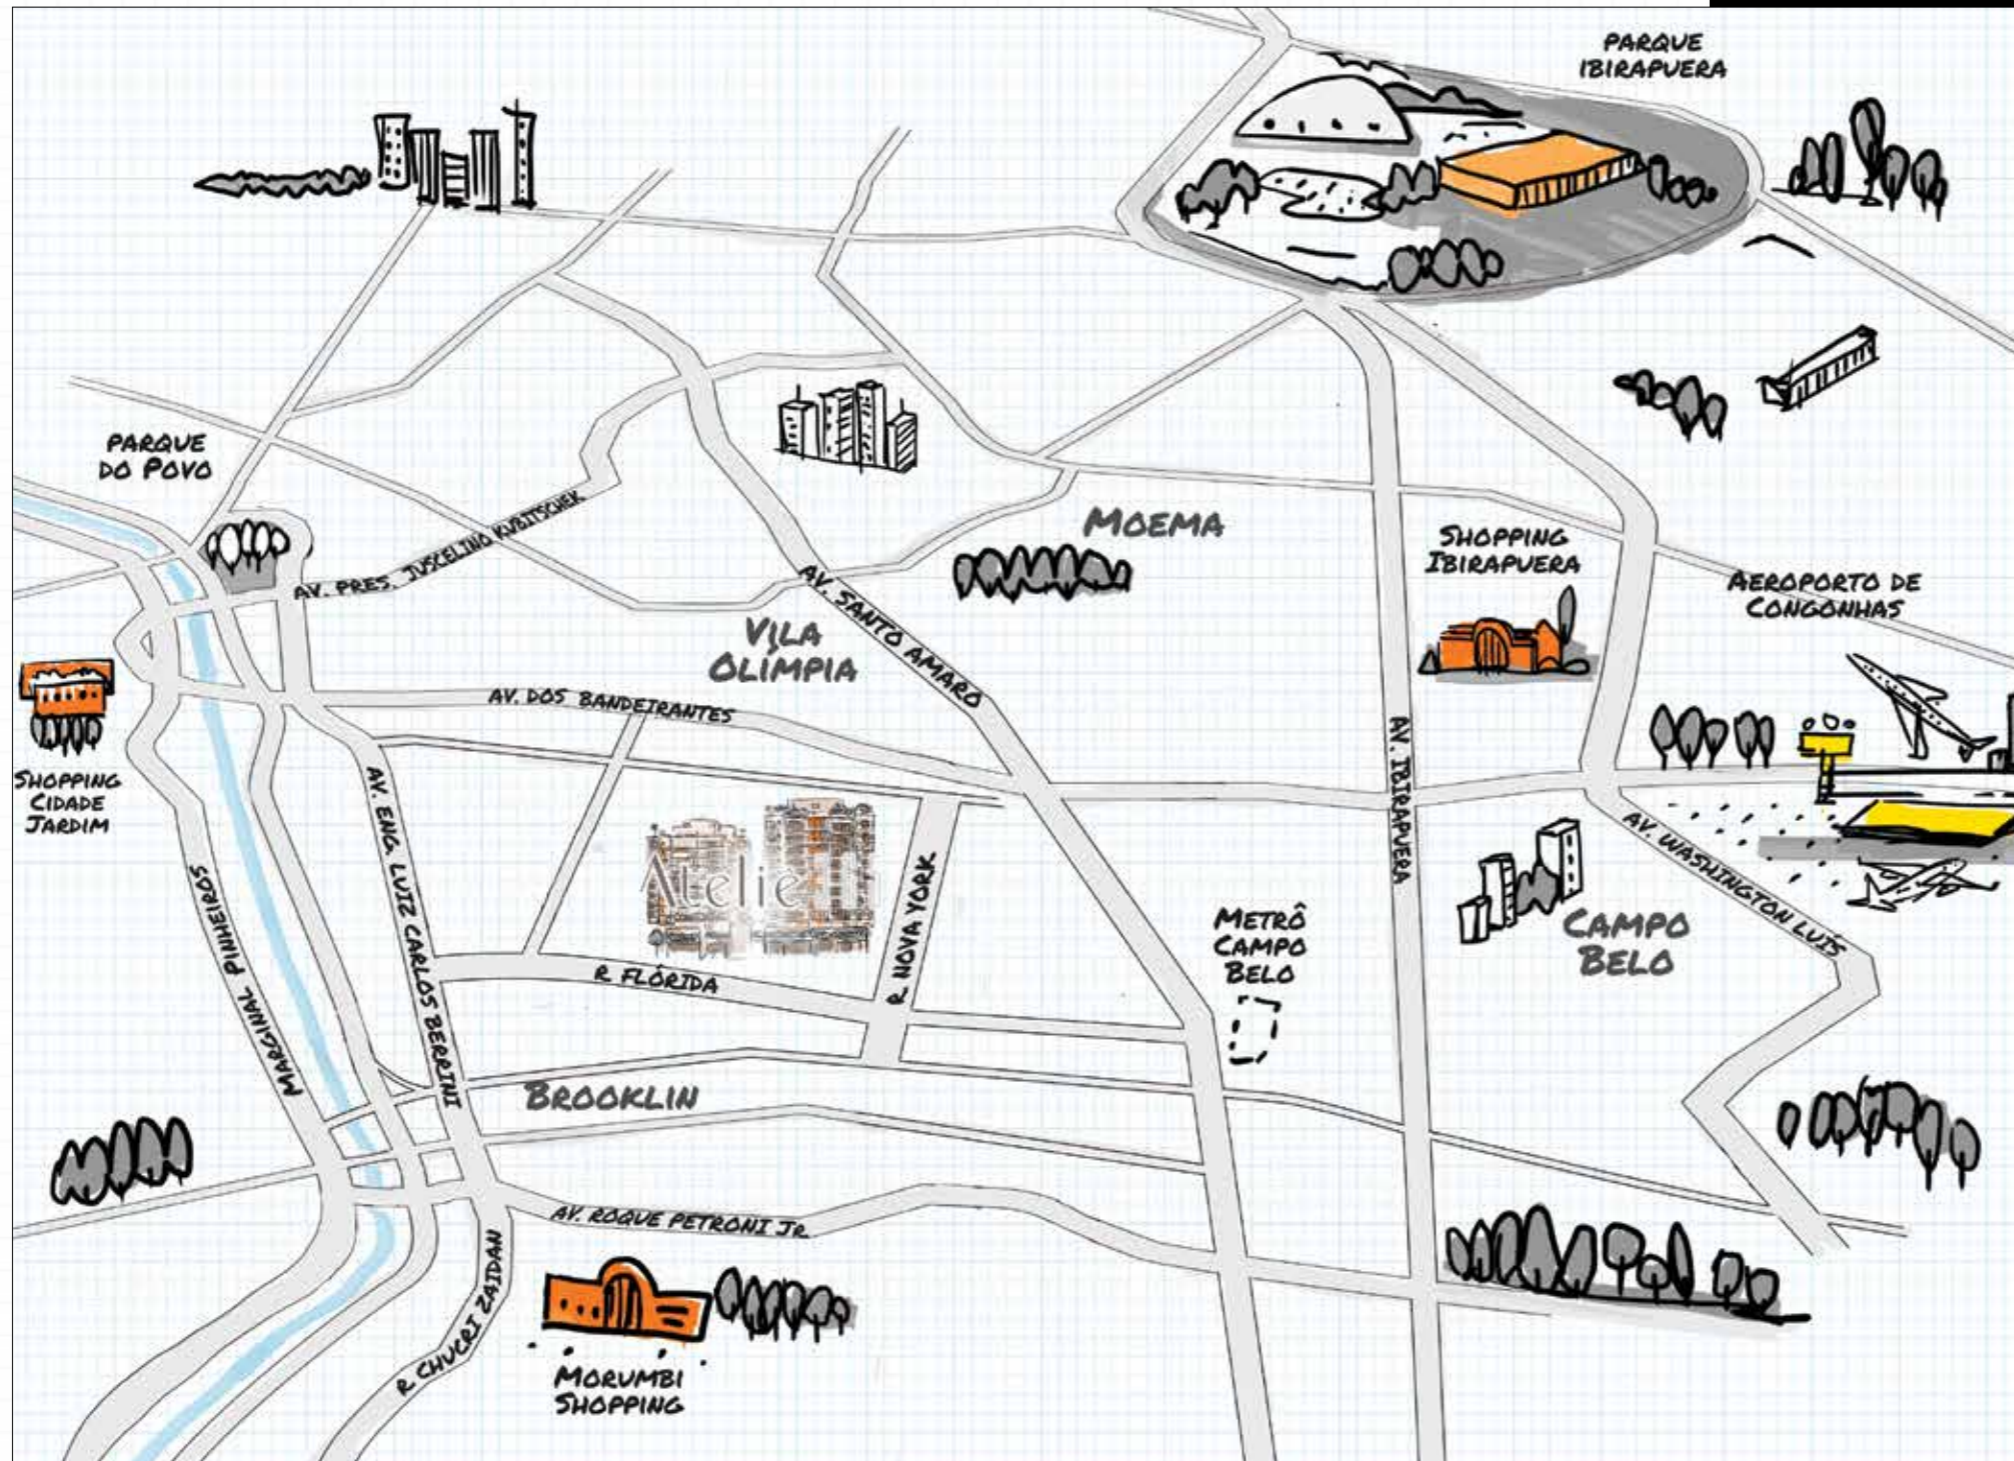 PARQUE
IBIRAPUERA
PARQUE
DO POVO
AV. PRES. JUSCELINO KUBITSCHEK
MOEMA
SHOPPING
IBIRAPUERA
AEROPORTO DE
CONGONHAS
AV. SANTO AMARO
VILA
OLÍMPIA
AV. DOS BANDEIRANTES
SHOPPING
CIDADE
JARDIM
AV. IBIRAPUERA
AV. ENG. LUIZ CARLOS BERRINI
AV. WASHINGTON LUÍS
MARGINAL PINHEIROS
R. NOVA YORK
METRÔ
CAMPO
BELO
CAMPO
BELO
R. FLÓRIDA
BROOKLIN
AV. ROQUE PETRONI JR.
R. CHUCRI ZAIDAN
MORUMBI
SHOPPING